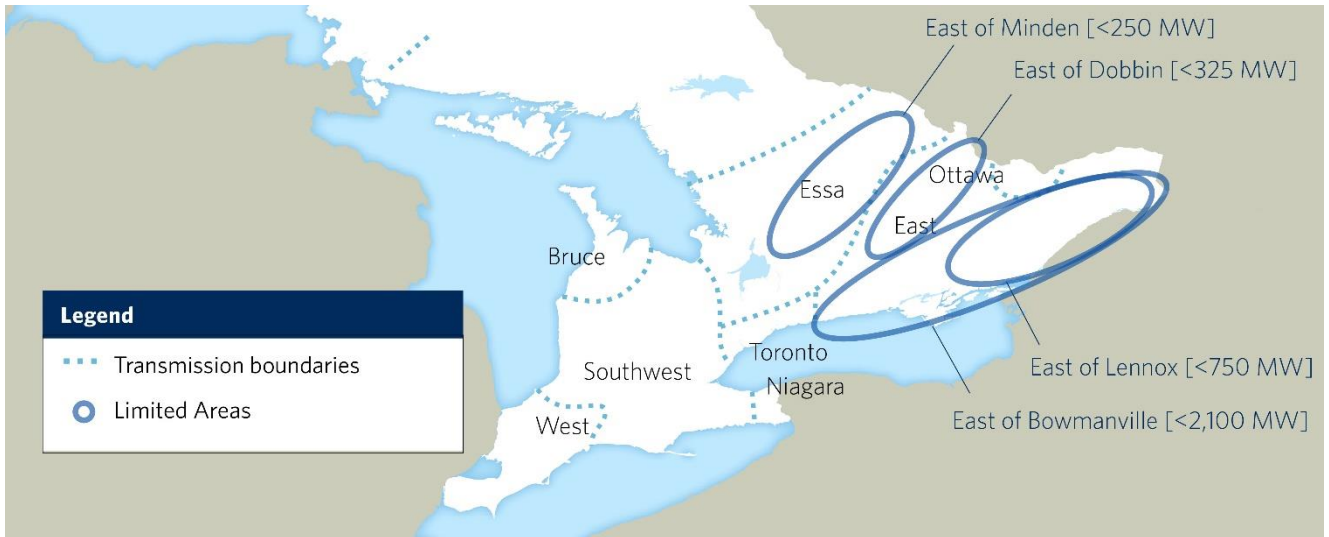 East of Minden [<250 MW]
East of Dobbin [<325 MW]
Ottawa
Essa
East
Bruce
Legend
Transmission boundaries
Limited Areas
Southwest
Toronto
Niagara
West
East of Lennox [<750 MW]
East of Bowmanville [<2,100 MW]